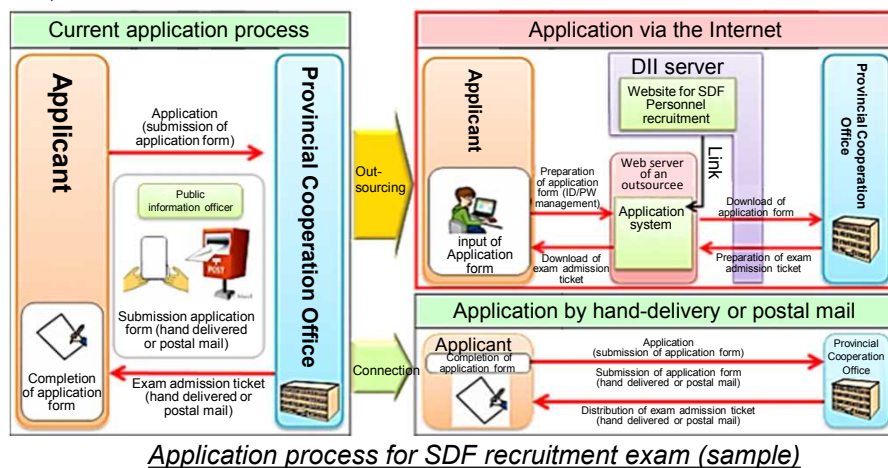 Current application process
Applicant
Application
(submission of
application form)
Public
information officer
POST
Submission application
form (hand delivered
or postal mail)
Completion
of application
form
Exam admission ticket
(hand delivered or
postal mail)
Provincial Cooperation Office
Out-
sourcing
Connection
Application via the Internet
Applicant
input of
Application
form
Preparation
of application
form (ID/PW
management)
Download of
exam admission
ticket
DII server
Website for SDF
Personnel
recruitment
Link
Web server
of an
outsourcee
Application
system
Download of
application form
Preparation of exam
admission ticket
Provincial
Cooperation
Office
Application by hand-delivery or postal mail
Applicant
Completion of
application form
Application
(submission of application form)
Submission of application form
(hand delivered or postal mail)
Distribution of exam admission ticket
(hand delivered or postal mail)
Provincial
Cooperation
Office
Application process for SDF recruitment exam (sample)